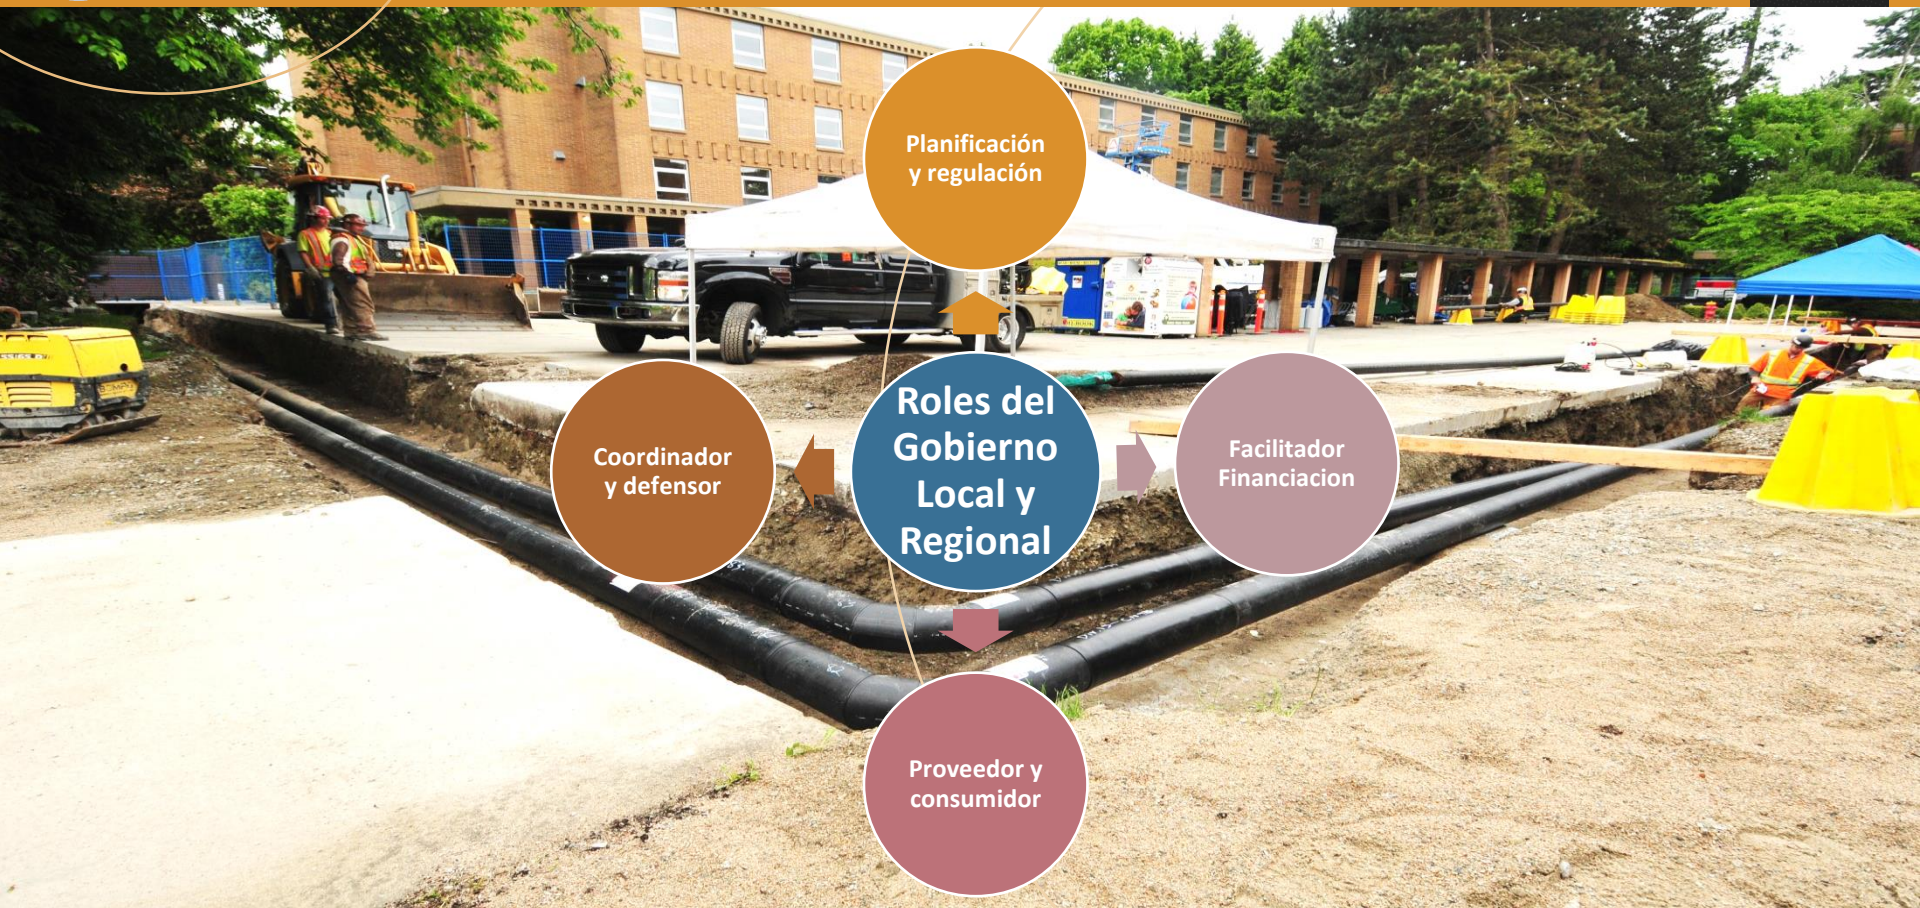 Planificación
y regulación
Coordinador
y defensor
Roles del
Gobierno
Local y
Regional
Facilitador
Financiacion
Proveedor y
consumidor